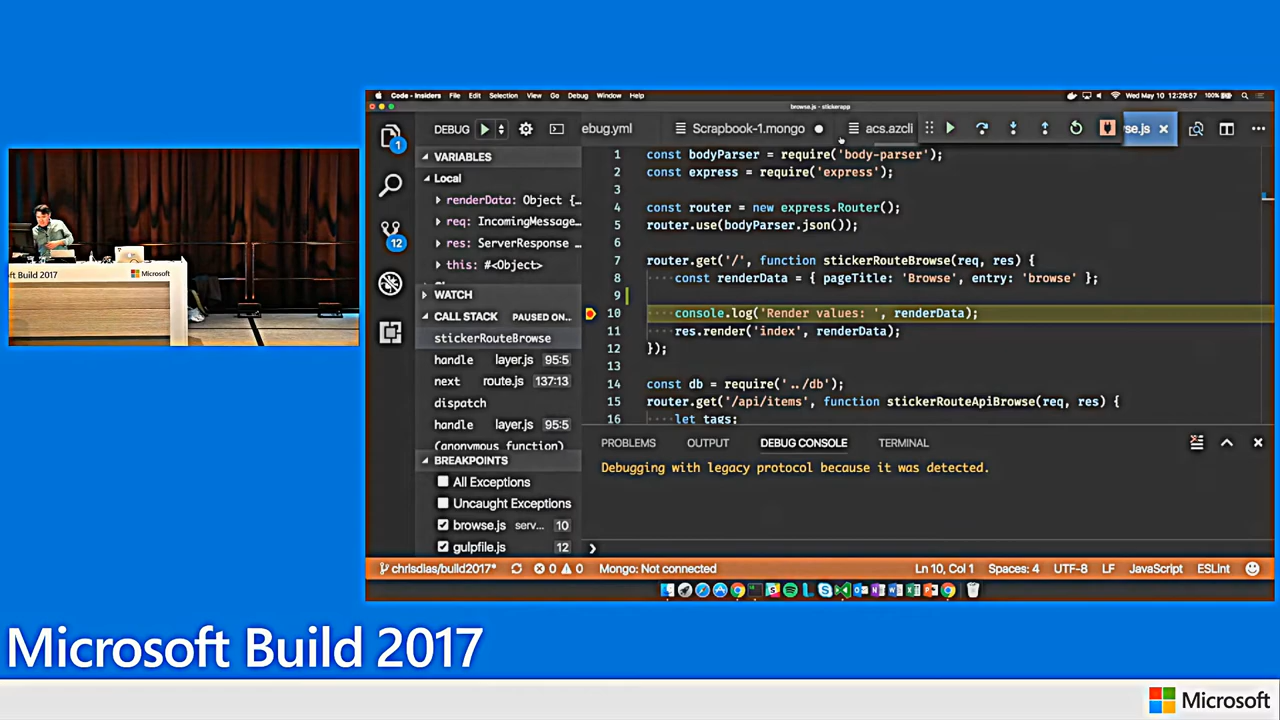 Code - Insiders File Edit Selection View Go Debug Window Help Wed May 10 12:29:57 100%
browse.js - stickerapp
DEBUG
ebug.yml
Scrapbook-1.mongo
acs.azcli
se.js
VARIABLES
Local
renderData: Object {…
req: IncomingMessage…
res: ServerResponse …
this: #<Object>
WATCH
CALL STACK PAUSED ON…
stickerRouteBrowse
handle layer.js 95:5
next route.js 137:13
dispatch
handle layer.js 95:5
(anonymous function)
BREAKPOINTS
All Exceptions
Uncaught Exceptions
browse.js serv… 10
gulpfile.js 12
1
12
1 const bodyParser = require('body-parser');
2 const express = require('express');
3
4 const router = new express.Router();
5 router.use(bodyParser.json());
6
7 router.get('/', function stickerRouteBrowse(req, res) {
8 ····const renderData = { pageTitle: 'Browse', entry: 'browse' };
9
10 ····console.log('Render values: ', renderData);
11 ····res.render('index', renderData);
12 });
13
14 const db = require('../db');
15 router.get('/api/items', function stickerRouteApiBrowse(req, res) {
16 ····let tags;
PROBLEMS OUTPUT DEBUG CONSOLE TERMINAL
Debugging with legacy protocol because it was detected.
chrisdias/build2017* 0 0 Mongo: Not connected Ln 10, Col 1 Spaces: 4 UTF-8 LF JavaScript ESLint
soft Build 2017
Microsoft
Microsoft Build 2017
Microsoft